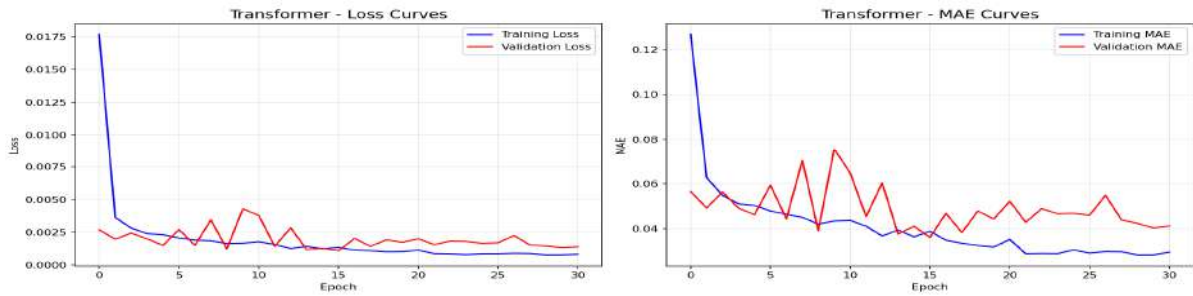 Transformer - Loss Curves
0.0175
0.0150
0.0125
0.0100
0.0075
0.0050
0.0025
0.0000
Loss
Training Loss
Validation Loss
0
5
10
15
20
25
30
Epoch
Transformer - MAE Curves
0.12
0.10
0.08
0.06
0.04
MAE
Training MAE
Validation MAE
0
5
10
15
20
25
30
Epoch